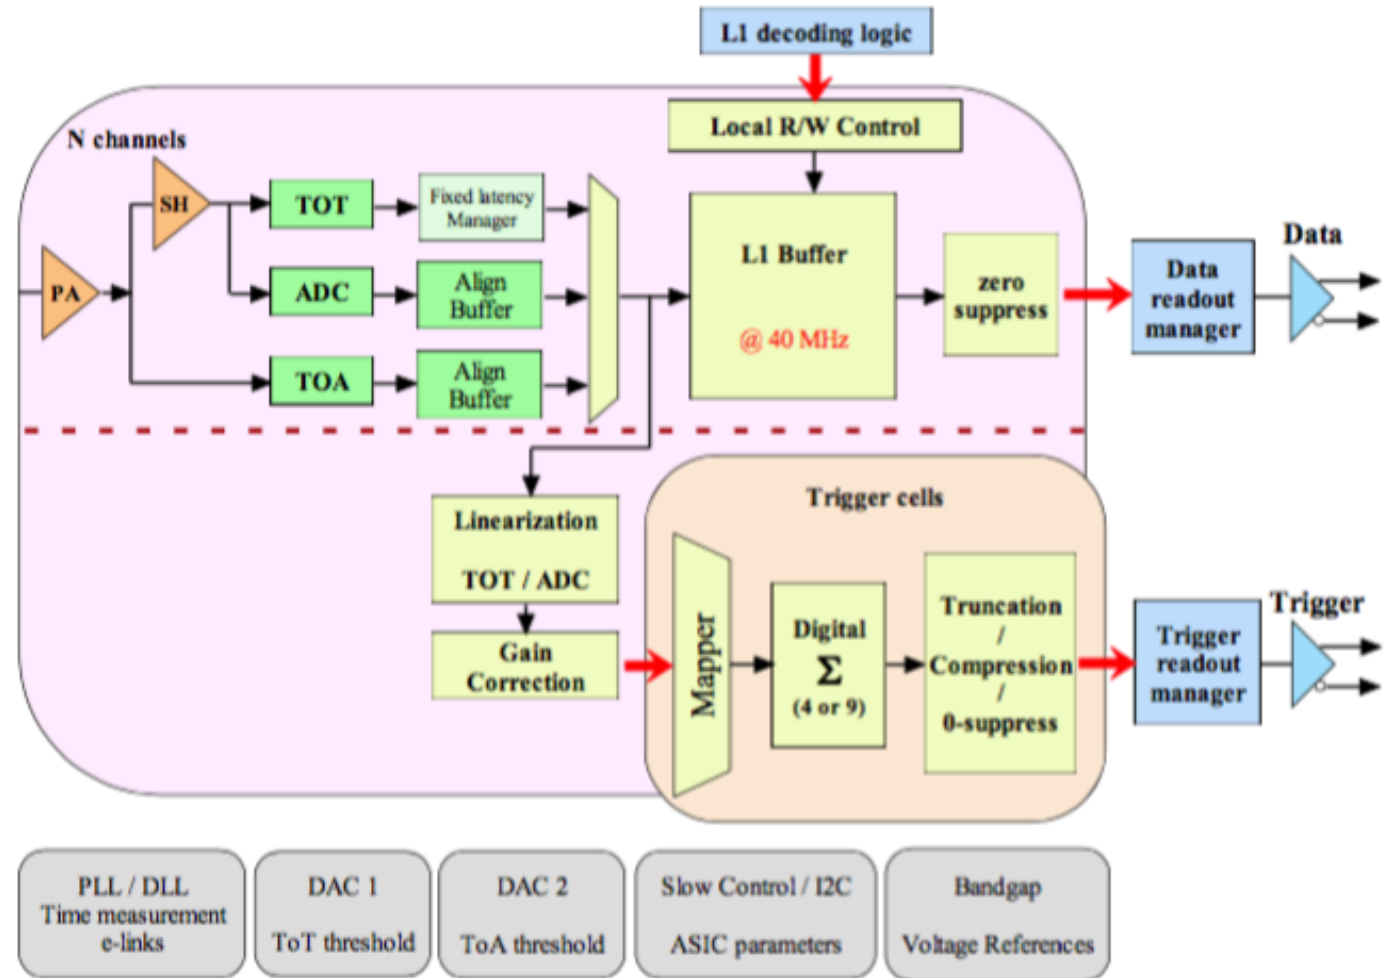 L1 decoding logic
N channels
Local R/W Control
SH
TOT
Fixed latency
Manager
PA
ADC
Align
Buffer
TOA
Align
Buffer
L1 Buffer
@ 40 MHz
zero
suppress
Data
readout
manager
Data
Linearization
TOT / ADC
Gain
Correction
Trigger cells
Mapper
Digital
Σ
(4 or 9)
Truncation
/
Compression
/
0-suppress
Trigger
readout
manager
Trigger
PLL / DLL
Time measurement
e-links
DAC 1
ToT threshold
DAC 2
ToA threshold
Slow Control / I2C
ASIC parameters
Bandgap
Voltage References